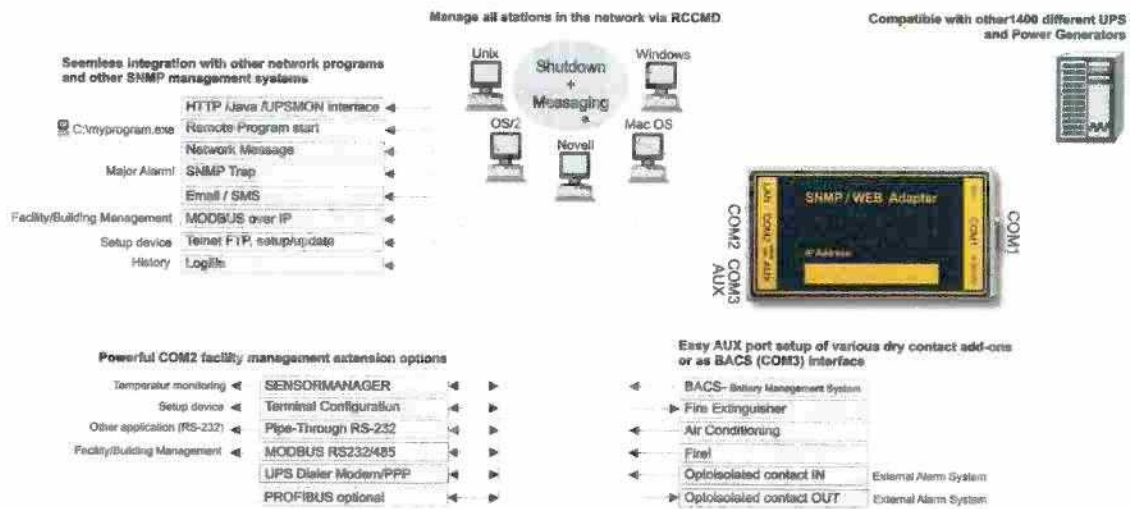 Manage all stations in the network via RCCMD
Compatible with other1400 different UPS
and Power Generators
Seemless integration with other network programs
and other SNMP management systems
Unix
Windows
Shutdown
+
Messaging
OS/2
Mac OS
Novell
HTTP /Java /UPSMON interface
C:\myprogram.exe Remote Program start
Network Message
Major Alarm! SNMP Trap
Email / SMS
Facility/Building Management MODBUS over IP
Setup device Telnet FTP, setup/update
History Logfile
SNMP / WEB Adapter
IP Address:
LAN
COM2
AUX
COM1
COM2
COM3
AUX
COM1
Powerful COM2 facility management extension options
Temperatur monitoring SENSORMANAGER
Setup device Terminal Configuration
Other application (RS-232) Pipe-Through RS-232
Facility/Building Management MODBUS RS232/485
UPS Dialer Modem/PPP
PROFIBUS optional
Easy AUX port setup of various dry contact add-ons
or as BACS (COM3) interface
BACS– Battery Management System
Fire Extinguisher
Air Conditioning
Fire!
Optoisolated contact IN External Alarm System
Optoisolated contact OUT External Alarm System